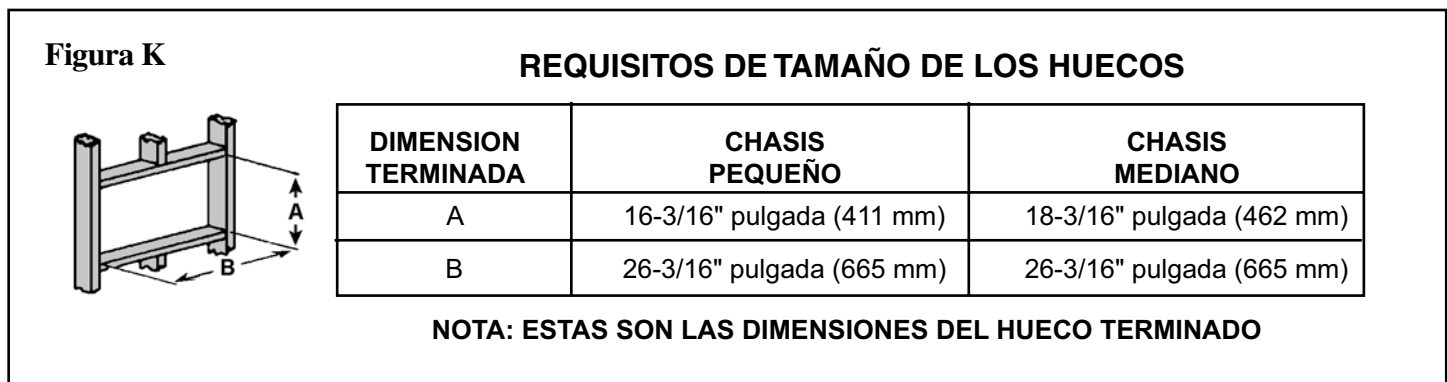 Figura K
REQUISITOS DE TAMAÑO DE LOS HUECOS
DIMENSION TERMINADA
CHASIS PEQUEÑO
CHASIS MEDIANO
A
16-3/16" pulgada (411 mm)
18-3/16" pulgada (462 mm)
B
26-3/16" pulgada (665 mm)
26-3/16" pulgada (665 mm)
A
B
NOTA: ESTAS SON LAS DIMENSIONES DEL HUECO TERMINADO